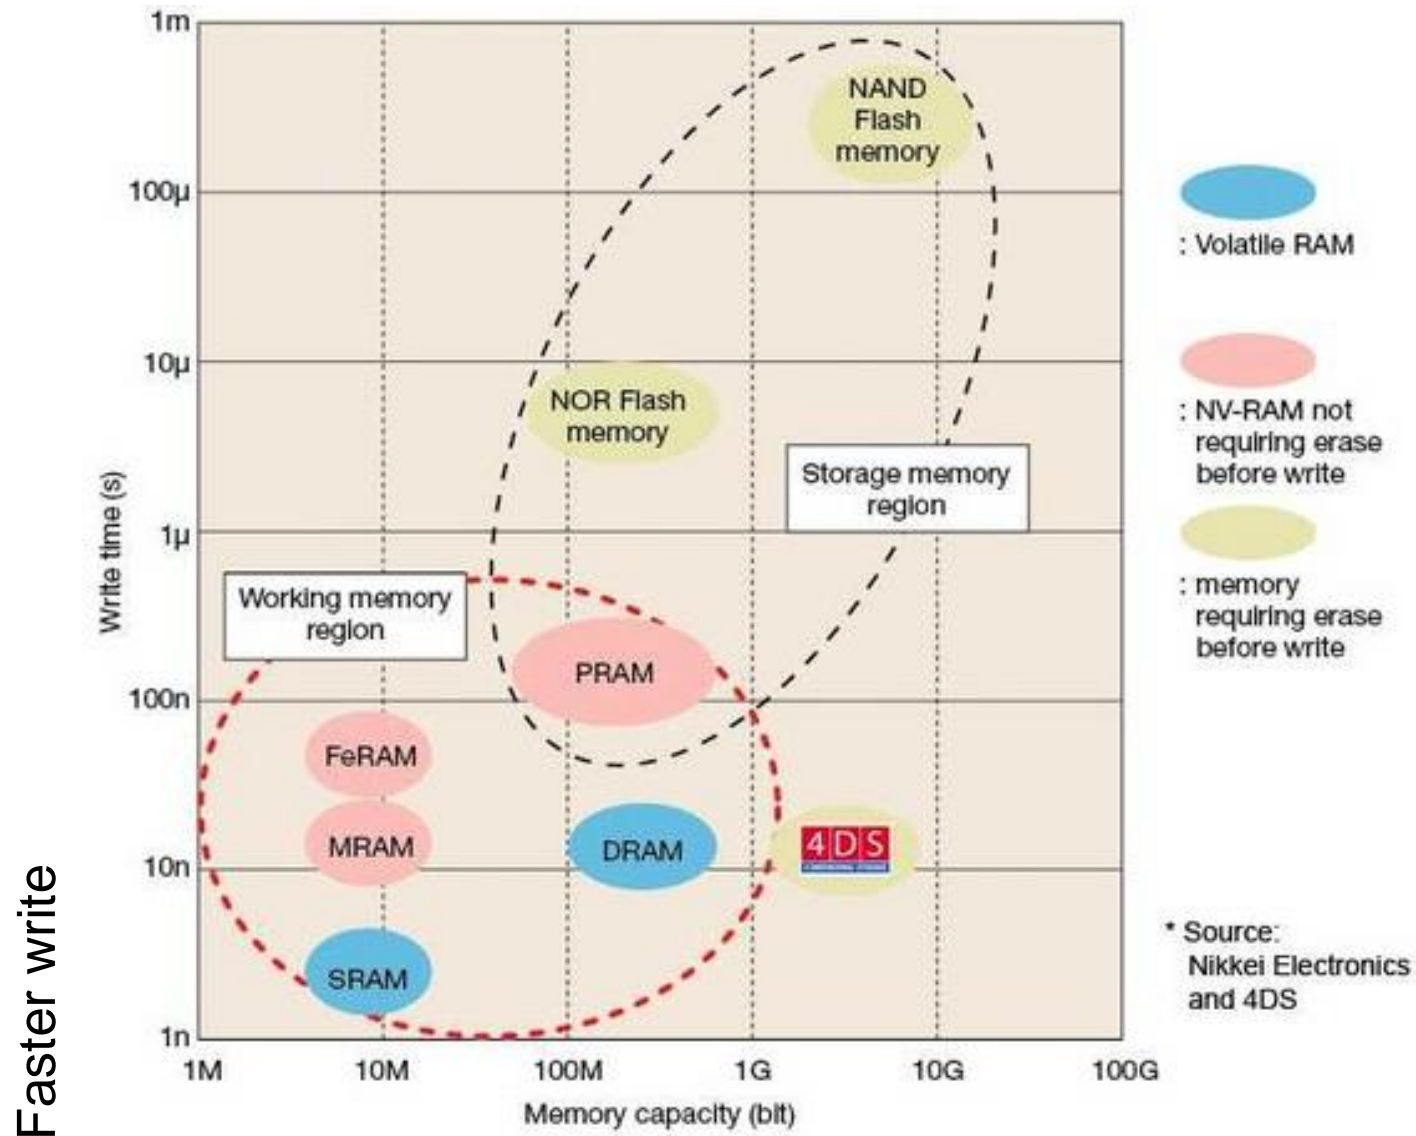 1m
NAND
Flash
memory
100µ
: Volatile RAM
10µ
NOR Flash
memory
: NV-RAM not
requiring erase
before write
Storage memory
region
Write time (s)
1µ
: memory
requiring erase
before write
Working memory
region
PRAM
100n
FeRAM
MRAM
DRAM
4DS
10n
Faster write
SRAM
* Source:
Nikkei Electronics
and 4DS
1n
1M
10M
100M
1G
10G
100G
Memory capacity (bit)